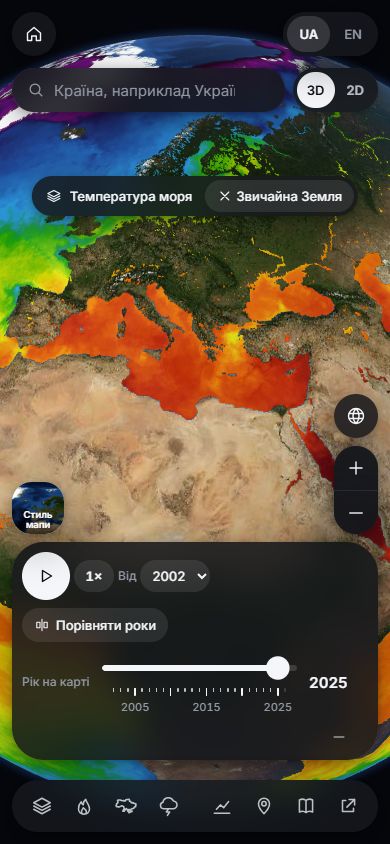 UA EN
Країна, наприклад Украї
3D 2D
Температура моря Звичайна Земля
Стиль
мапи
1× Від 2002
Порівняти роки
Рік на карті 2025
2005 2015 2025